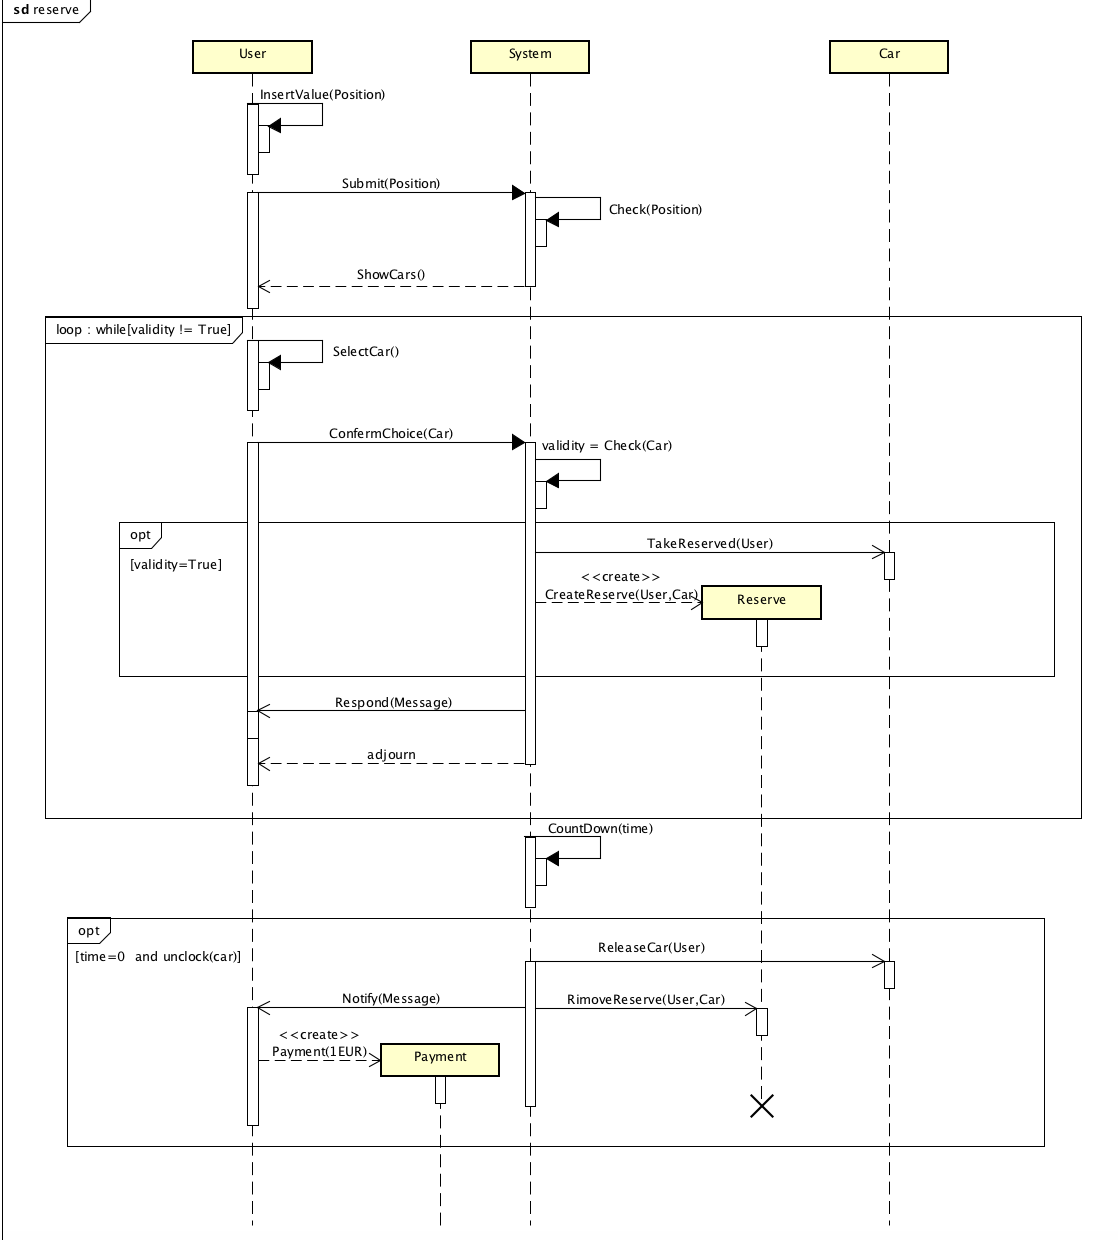 sd reserve
User
System
Car
InsertValue(Position)
Submit(Position)
Check(Position)
ShowCars()
loop : while[validity != True]
SelectCar()
ConfermChoice(Car)
validity = Check(Car)
opt
[validity=True]
TakeReserved(User)
<<create>>
CreateReserve(User,Car)
Reserve
Respond(Message)
adjourn
CountDown(time)
opt
[time=0 and unclock(car)]
ReleaseCar(User)
Notify(Message)
RimoveReserve(User,Car)
<<create>>
Payment(1EUR)
Payment